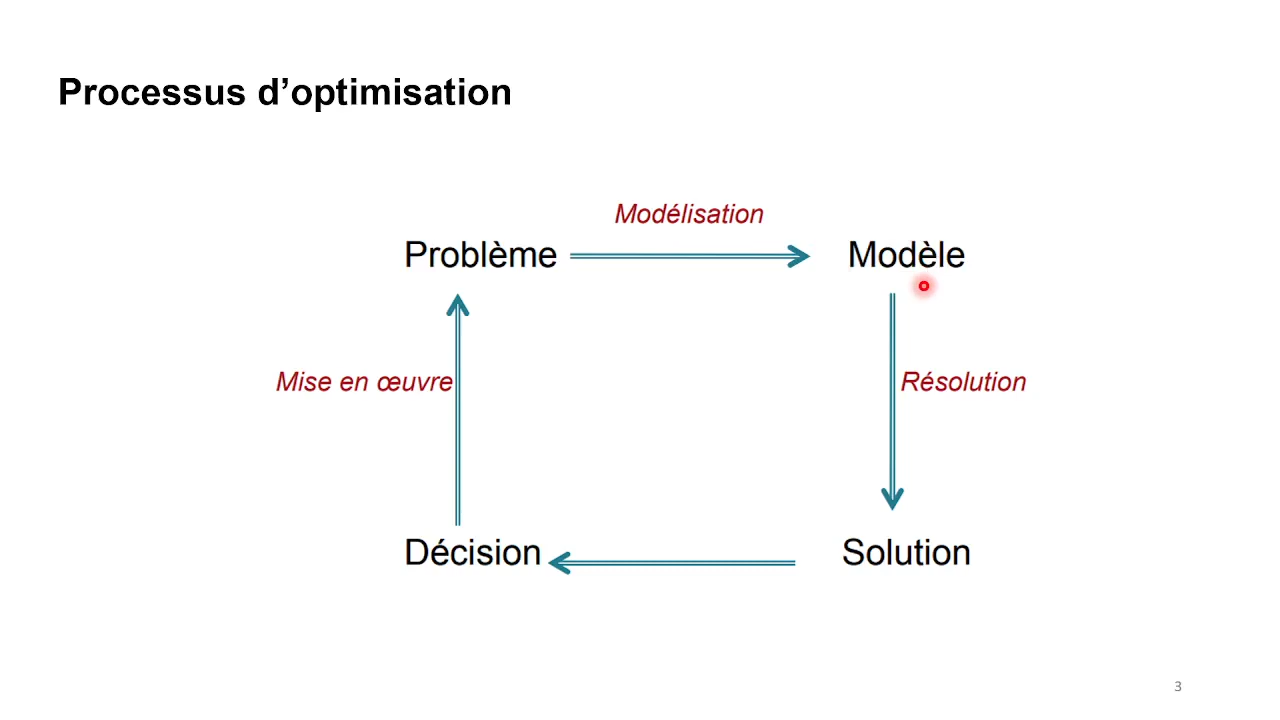 Processus d’optimisation
Modélisation
Problème
Modèle
Mise en œuvre
Résolution
Décision
Solution
3